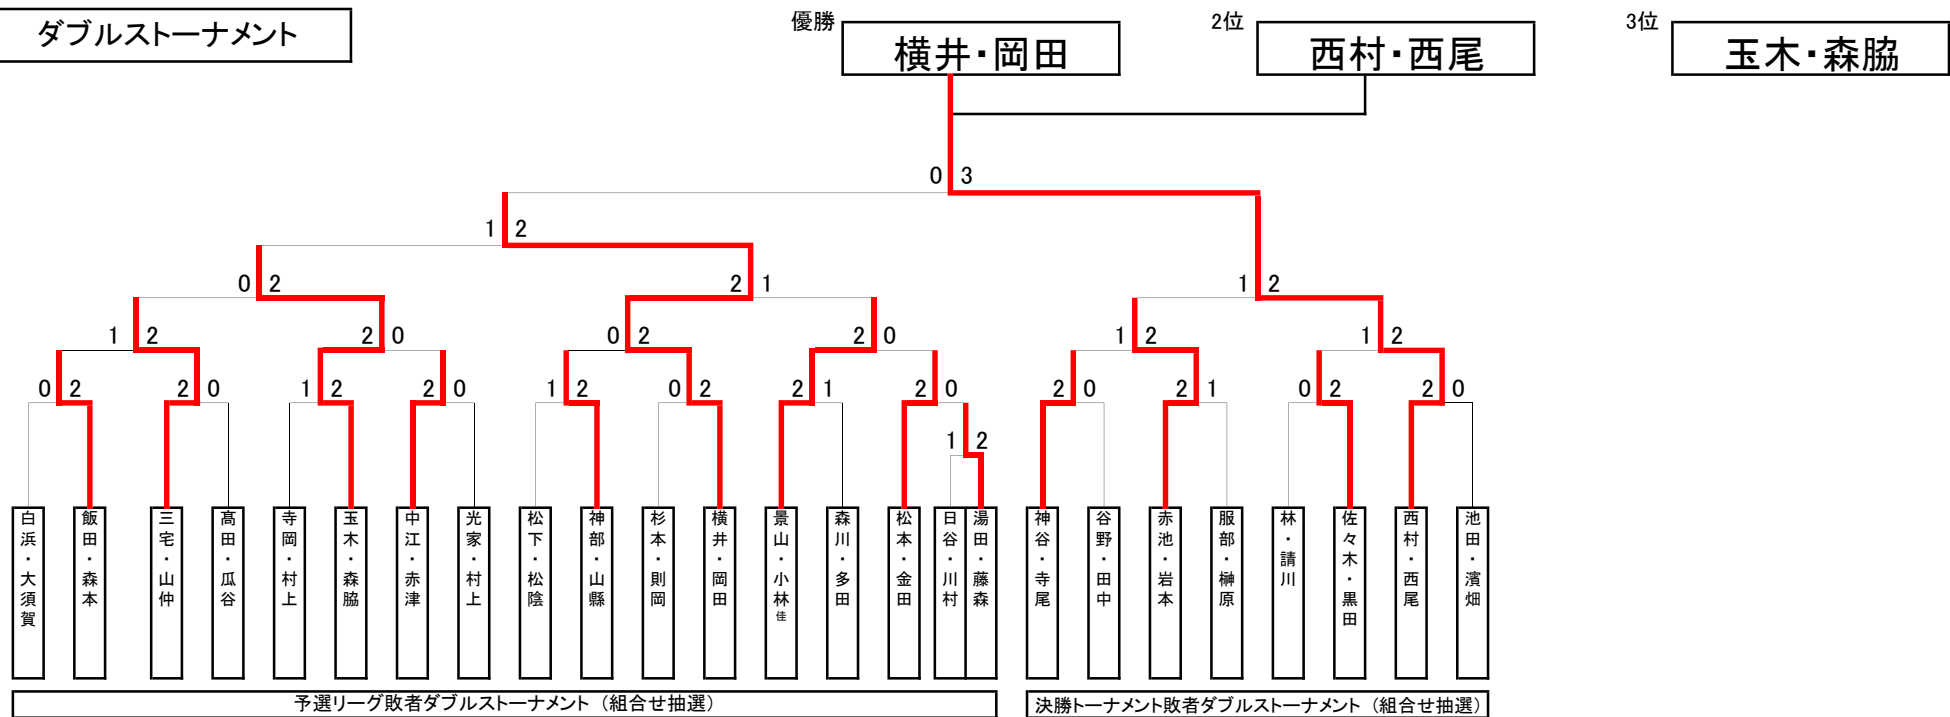 ダブルストーナメント
優勝
横井・岡田
2位
西村・西尾
3位
玉木・森脇
0 3
1 2
0 2
2 1
1 2
1 2
2 0
0 2
2 0
1 2
1 2
0 2
2 0
1 2
2 0
1 2
0 2
2 1
2 0
2 0
2 1
0 2
2 0
1 2
白浜・大須賀
飯田・森本
三宅・山仲
髙田・瓜谷
寺岡・村上
玉木・森脇
中江・赤津
光家・村上
松下・松陰
神部・山縣
杉本・則岡
横井・岡田
景山・小林佳
森川・多田
松本・金田
日谷・川村
湯田・藤森
神谷・寺尾
谷野・田中
赤池・岩本
服部・榊原
林・請川
佐々木・黒田
西村・西尾
池田・濱畑
予選リーグ敗者ダブルストーナメント（組合せ抽選）
決勝トーナメント敗者ダブルストーナメント（組合せ抽選）